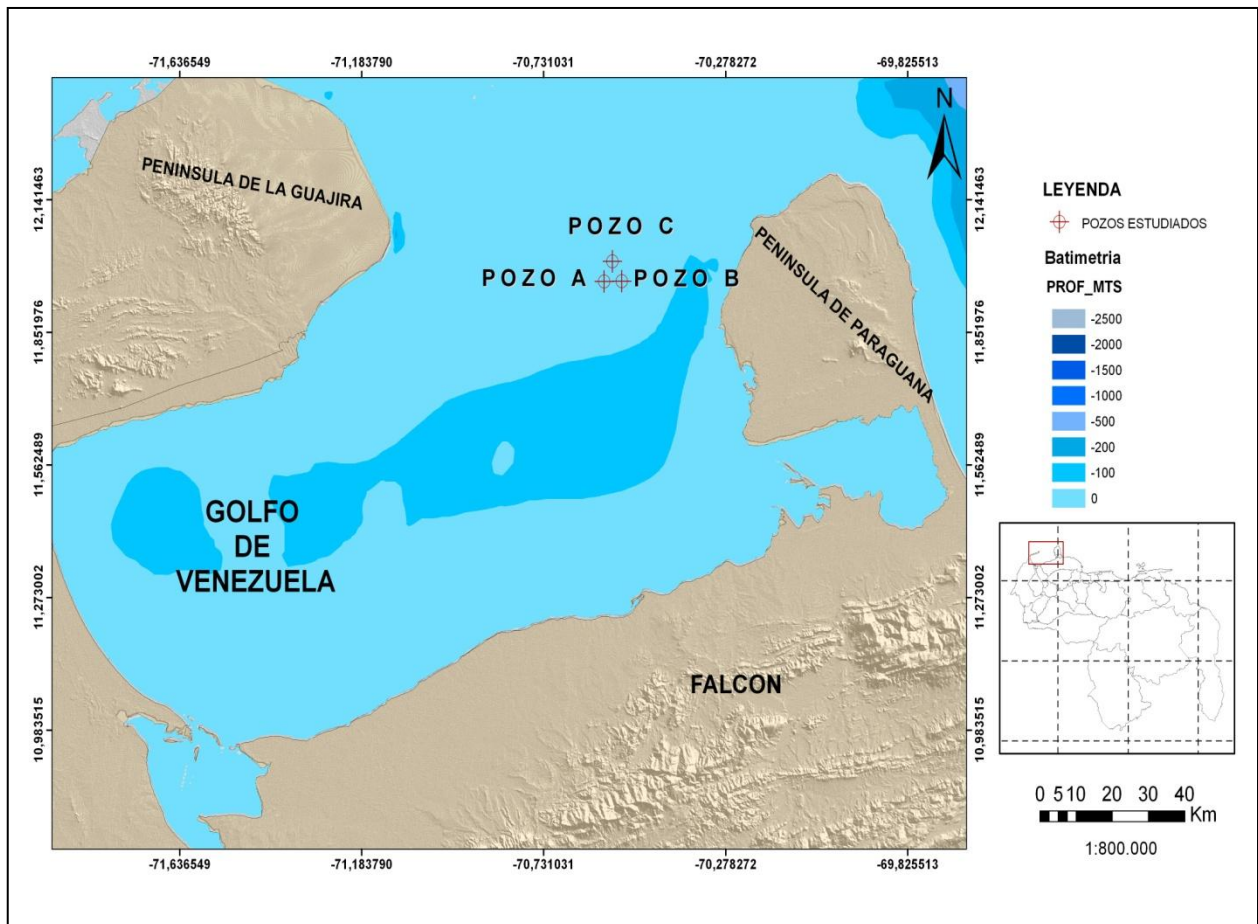 -71,636549 -71,183790 -70,731031 -70,278272 -69,825513
N
12,141463 12,141463
PENINSULA DE LA GUAJIRA
LEYENDA
POZOS ESTUDIADOS
POZO C
POZO A POZO B
PENINSULA DE PARAGUANA
Batimetria
PROF_MTS
11,851976 11,851976
-2500
-2000
-1500
-1000
-500
-200
-100
0
11,562489 11,562489
GOLFO
DE
VENEZUELA
11,273002 11,273002
FALCON
10,983515 10,983515
0 5 10 20 30 40
Km
1:800.000
-71,636549 -71,183790 -70,731031 -70,278272 -69,825513